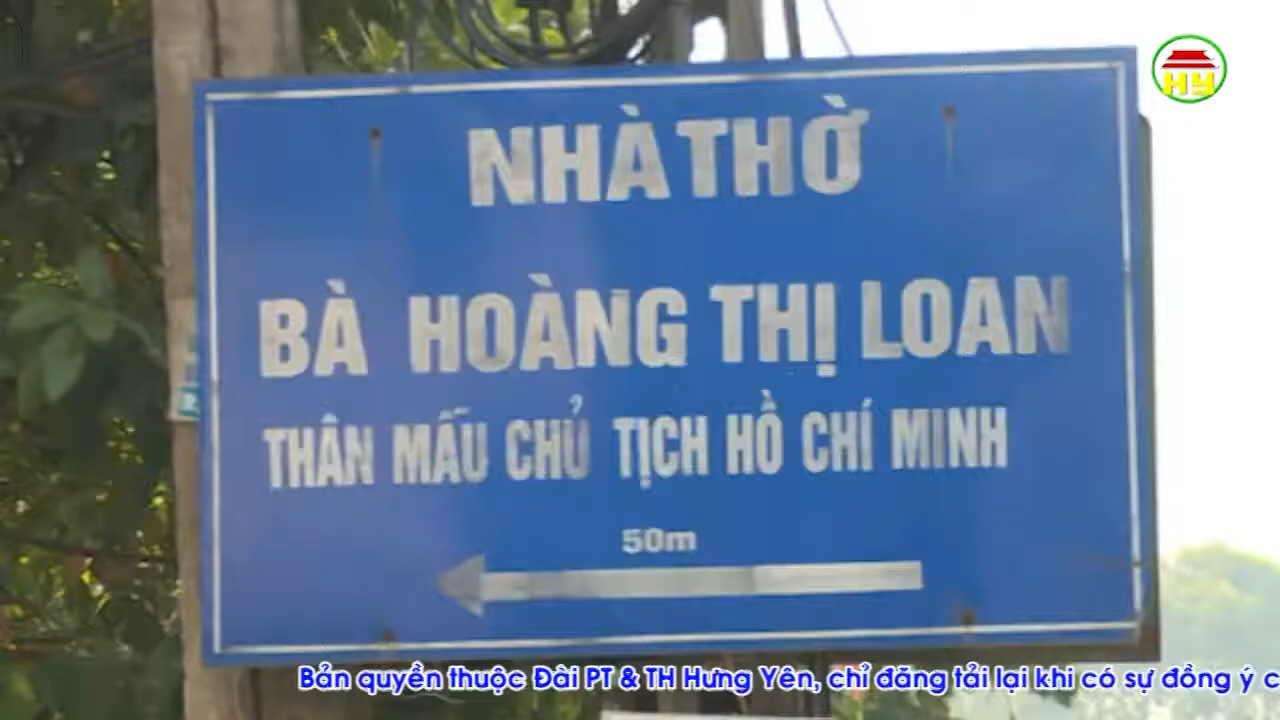 HY
NHÀ THỜ
BÀ HOÀNG THỊ LOAN
THÂN MẪU CHỦ TỊCH HỒ CHÍ MINH
50m
Bản quyền thuộc Đài PT & TH Hưng Yên, chỉ đăng tải lại khi có sự đồng ý c